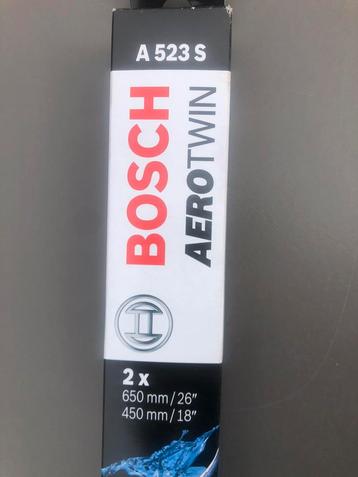 A 523 S
BOSCH
AEROTWIN
2 x
650 mm/26"
450 mm/18"